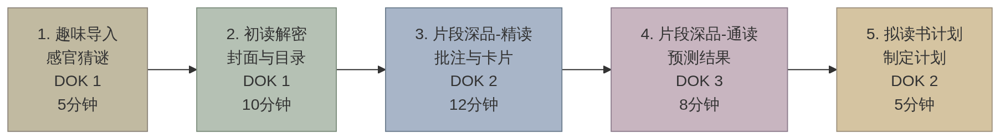 1. 趣味导入
感官猜谜
DOK 1
5分钟
2. 初读解密
封面与目录
DOK 1
10分钟
3. 片段深品-精读
批注与卡片
DOK 2
12分钟
4. 片段深品-通读
预测结果
DOK 3
8分钟
5. 拟读书计划
制定计划
DOK 2
5分钟